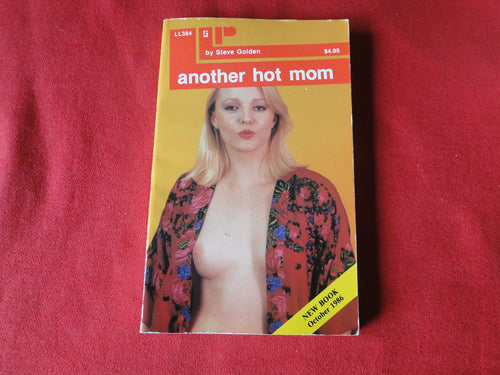 LL384
by Steve Golden
$4.95
another hot mom
NEW BOOK
October 1986